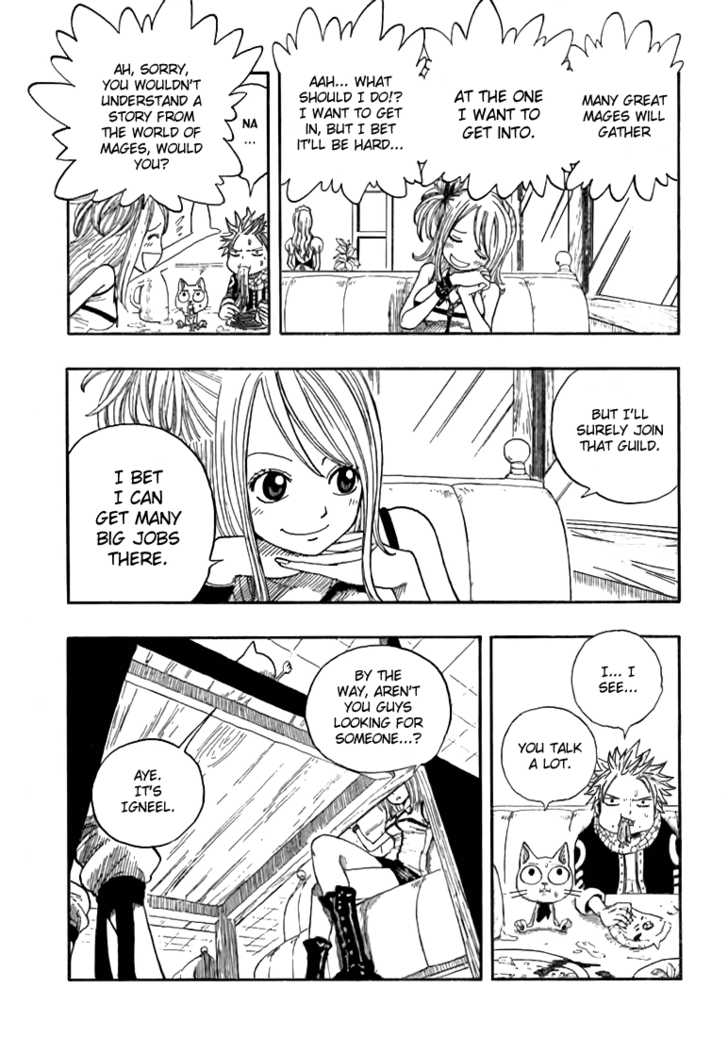 MANY GREAT
MAGES WILL
GATHER
AT THE ONE
I WANT TO
GET INTO.
AAH... WHAT
SHOULD I DO!?
I WANT TO GET
IN, BUT I BET
IT'LL BE HARD...
NA
...
AH, SORRY,
YOU WOULDN'T
UNDERSTAND A
STORY FROM
THE WORLD OF
MAGES, WOULD
YOU?
BUT I'LL
SURELY JOIN
THAT GUILD.
I BET
I CAN
GET MANY
BIG JOBS
THERE.
I... I
SEE...
YOU TALK
A LOT.
BY THE
WAY, AREN'T
YOU GUYS
LOOKING FOR
SOMEONE...?
AYE.
IT'S
IGNEEL.